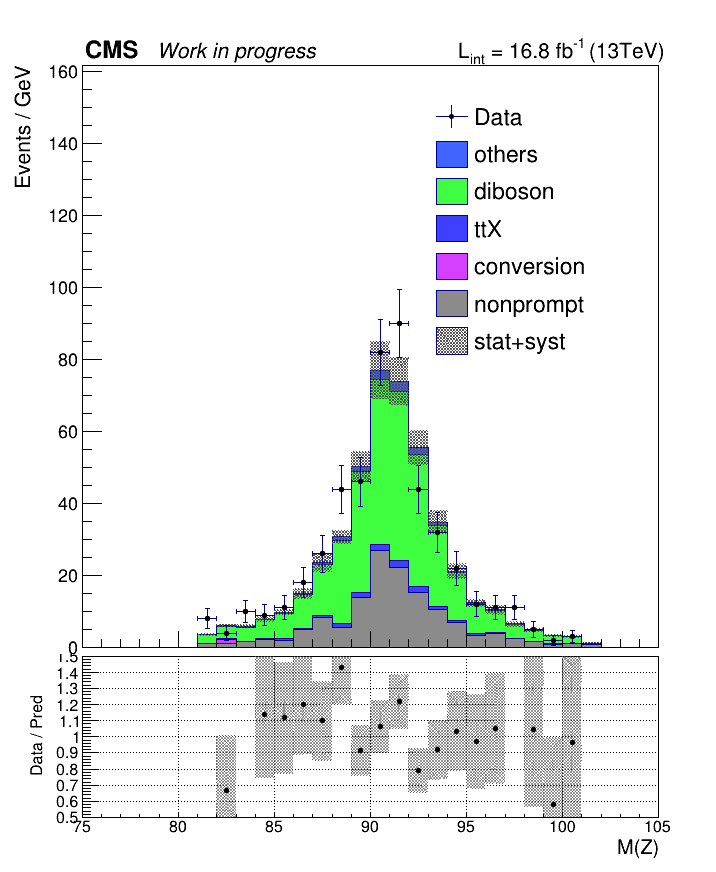 CMS Work in progress L_int = 16.8 fb⁻¹ (13TeV)
Events / GeV
160
140
120
100
80
60
40
20
0
Data
others
diboson
ttX
conversion
nonprompt
stat+syst
Data / Pred
1.5
1.4
1.3
1.2
1.1
1
0.9
0.8
0.7
0.6
0.5
75 80 85 90 95 100 105
M(Z)